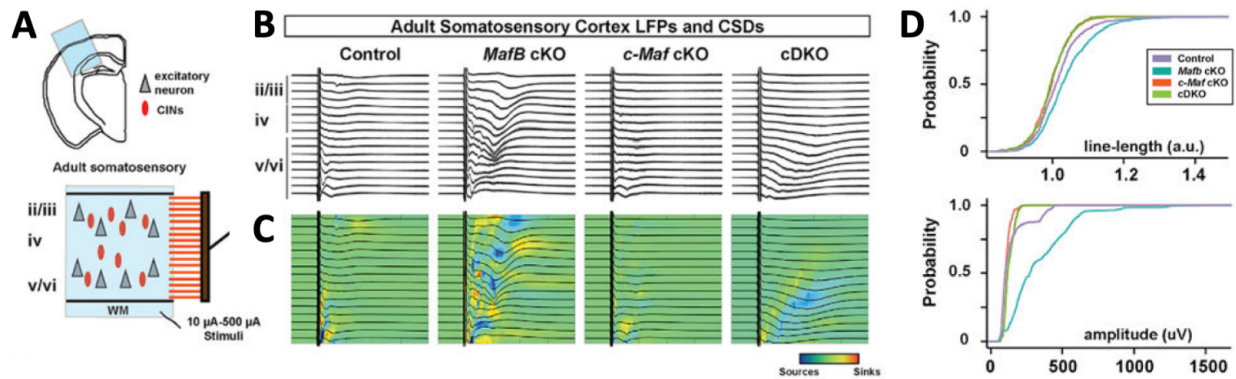 A
excitatory
neuron
CINs
Adult somatosensory
ii/iii
iv
v/vi
WM
10 µA-500 µA
Stimuli
B
Adult Somatosensory Cortex LFPs and CSDs
Control
MafB cKO
c-Maf cKO
cDKO
ii/iii
iv
v/vi
C
Sources
Sinks
D
Probability
1.0
0.5
0
Control
Mafb cKO
c-Maf cKO
cDKO
line-length (a.u.)
1.0
1.2
1.4
Probability
1.0
0.5
0
amplitude (uV)
0
500
1000
1500